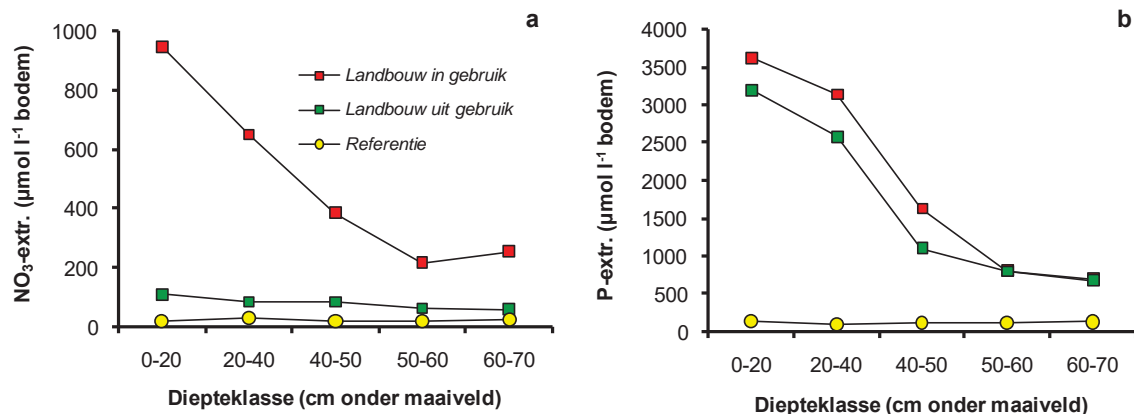 a
NO3-extr. (µmol l-1 bodem)
1000
800
600
400
200
0
Landbouw in gebruik
Landbouw uit gebruik
Referentie
0-20 20-40 40-50 50-60 60-70
Diepteklasse (cm onder maaiveld)
b
P-extr. (µmol l-1 bodem)
4000
3500
3000
2500
2000
1500
1000
500
0
0-20 20-40 40-50 50-60 60-70
Diepteklasse (cm onder maaiveld)